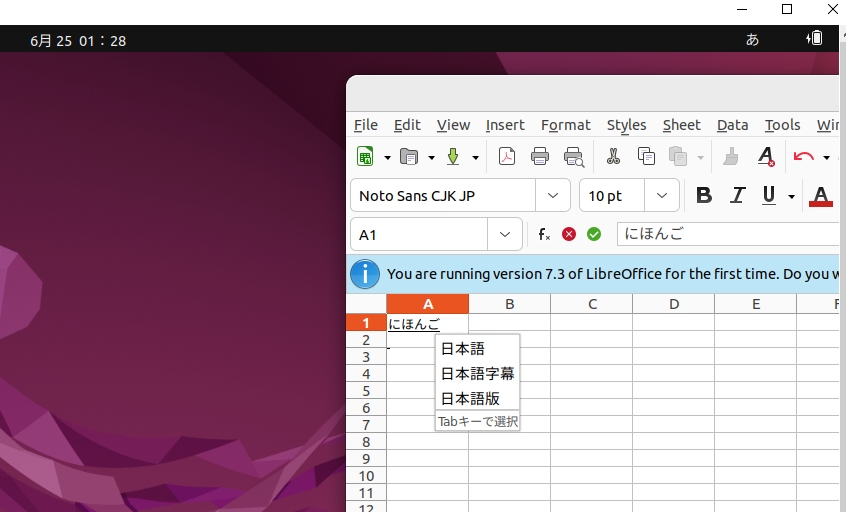 6月 25 01：28 あ
File Edit View Insert Format Styles Sheet Data Tools
Noto Sans CJK JP 10 pt B I U A
A1 fx にほんご
You are running version 7.3 of LibreOffice for the first time. Do you
A B C D E
1 にほんご
2
日本語
3
4 日本語字幕
5
日本語版
6
7 Tabキーで選択
8
9
10
11
12